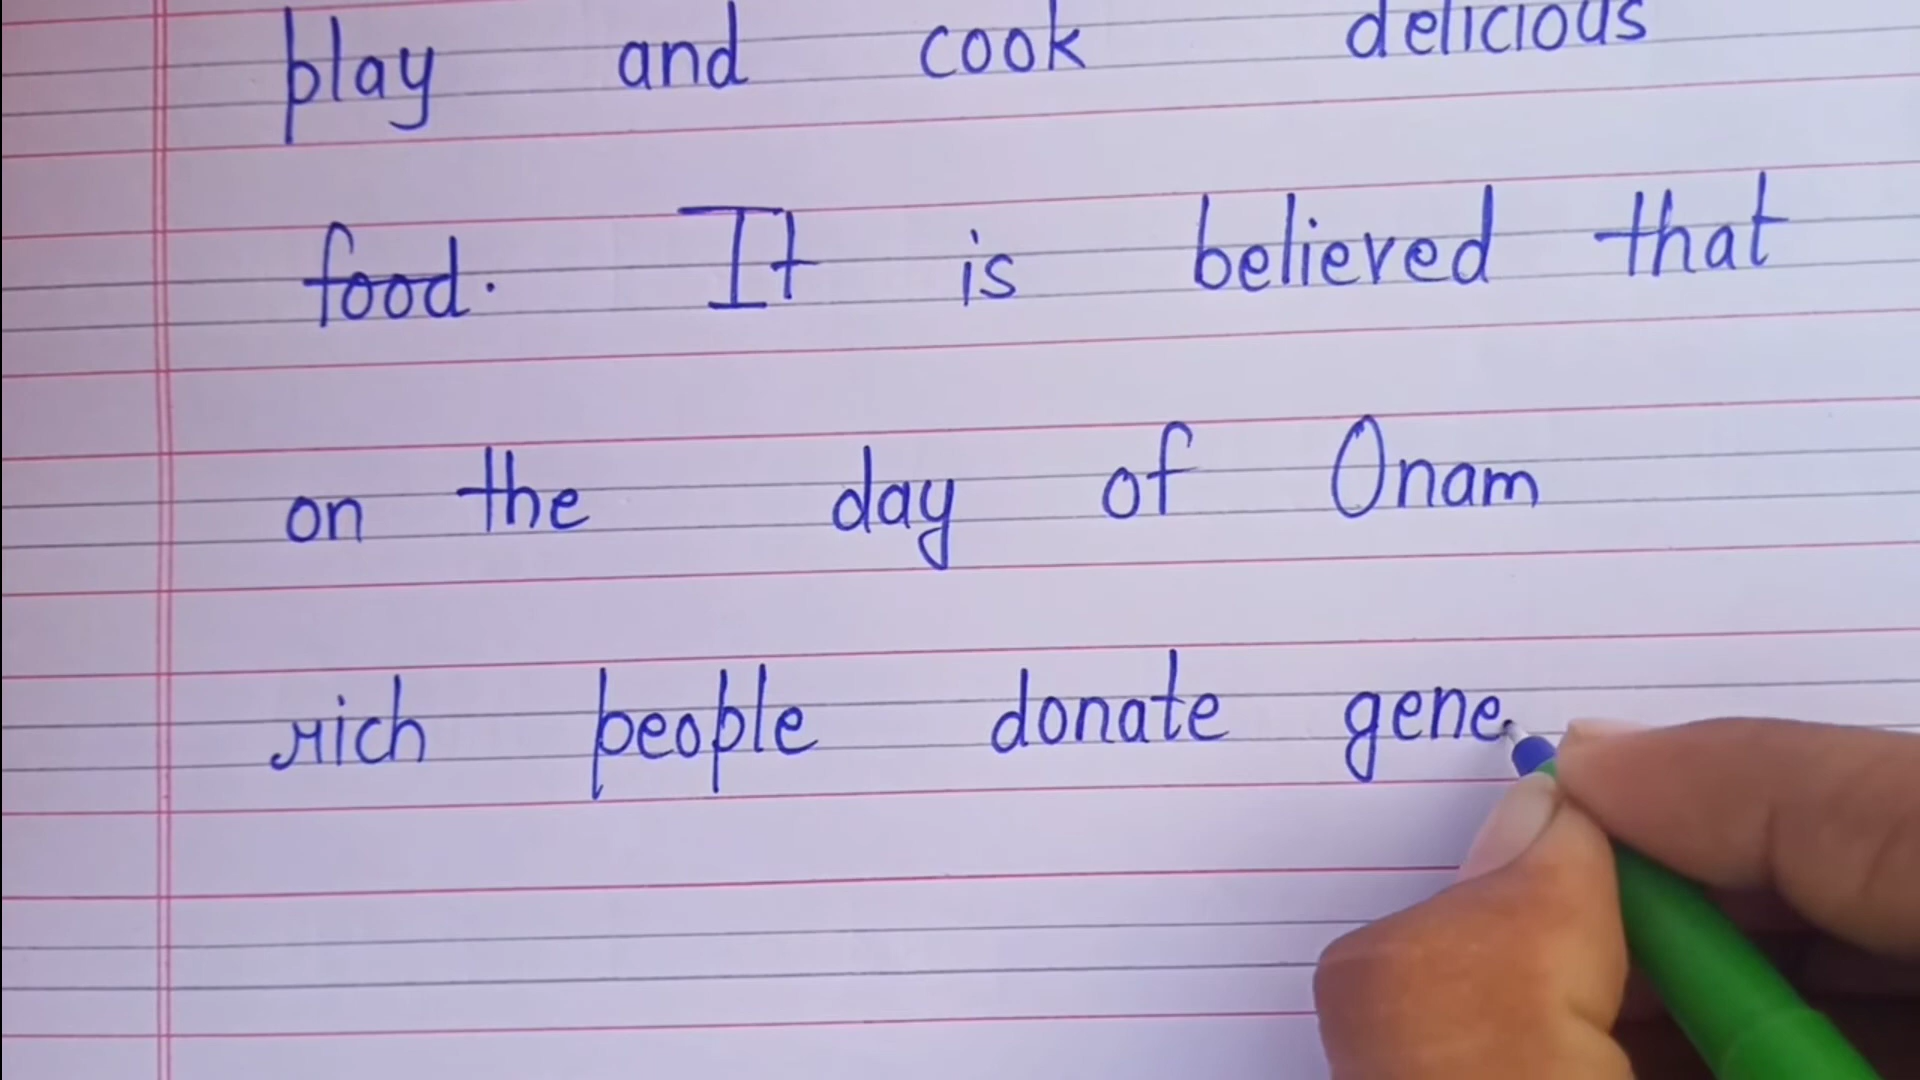 play and cook delicious
food. It is believed that
on the day of Onam
rich people donate gene